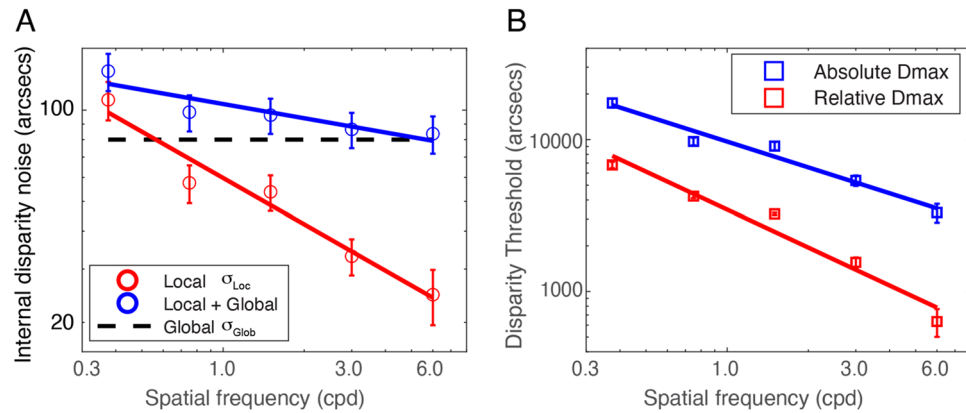 A
Internal disparity noise (arcsecs)
100
20
Local σLoc
Local + Global
Global σGlob
0.3 1.0 3.0 6.0
Spatial frequency (cpd)
B
Disparity Threshold (arcsecs)
10000
1000
Absolute Dmax
Relative Dmax
0.3 1.0 3.0 6.0
Spatial frequency (cpd)